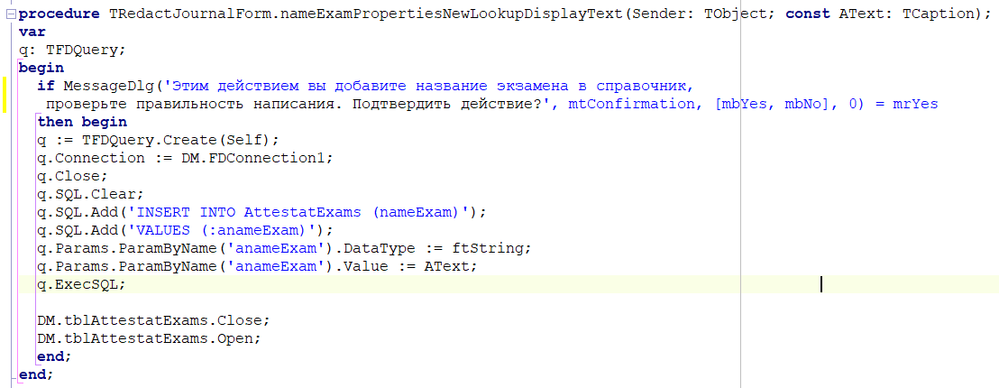 procedure TRedactJournalForm.nameExamPropertiesNewLookupDisplayText(Sender: TObject; const AText: TCaption);
var
q: TFDQuery;
begin
if MessageDlg('Этим действием вы добавите название экзамена в справочник,
проверьте правильность написания. Подтвердить действие?', mtConfirmation, [mbYes, mbNo], 0) = mrYes
then begin
q := TFDQuery.Create(Self);
q.Connection := DM.FDConnection1;
q.Close;
q.SQL.Clear;
q.SQL.Add('INSERT INTO AttestatExams (nameExam)');
q.SQL.Add('VALUES (:anameExam)');
q.Params.ParamByName('anameExam').DataType := ftString;
q.Params.ParamByName('anameExam').Value := AText;
q.ExecSQL;
DM.tblAttestatExams.Close;
DM.tblAttestatExams.Open;
end;
end;